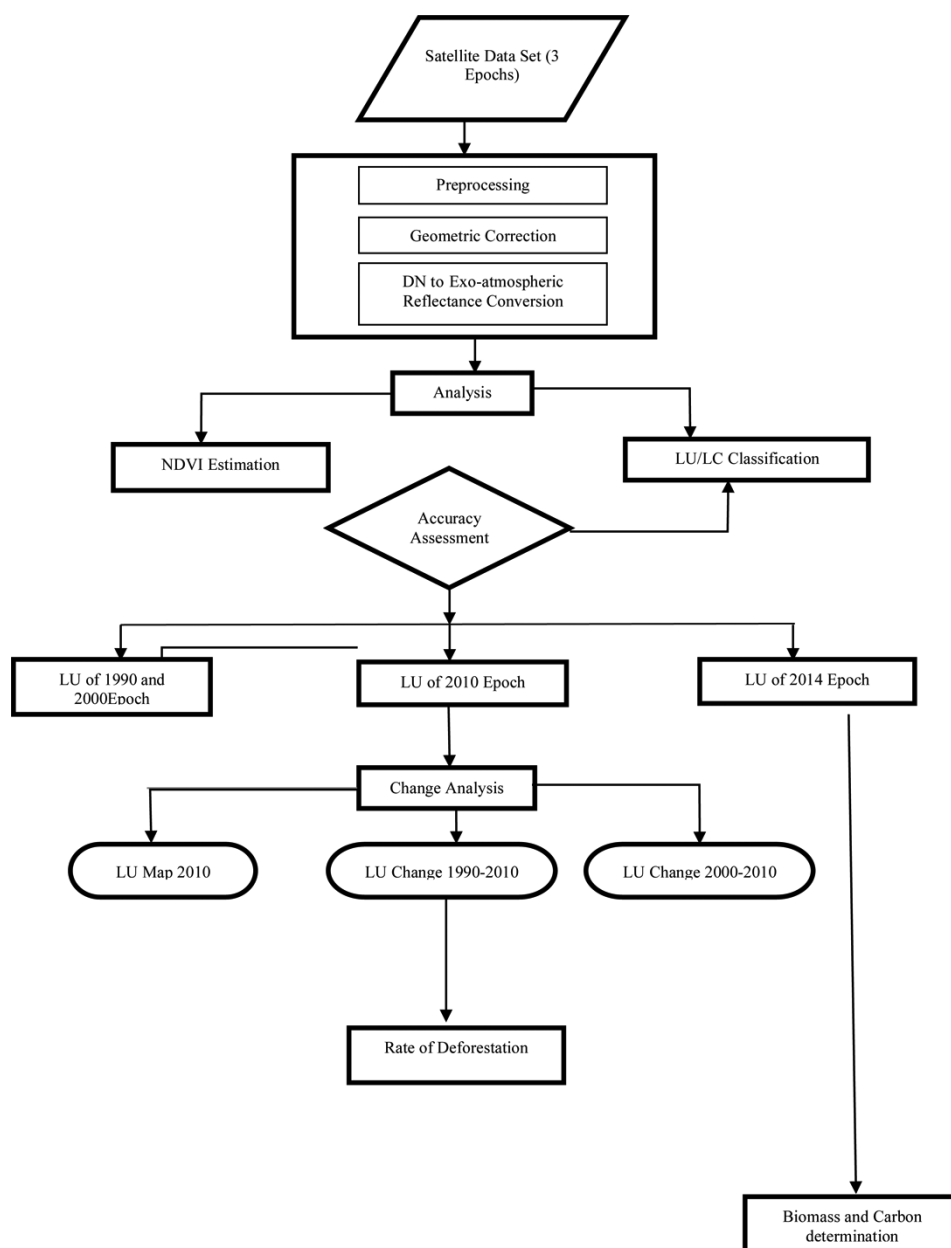 Satellite Data Set (3
Epochs)
Preprocessing
Geometric Correction
DN to Exo-atmospheric
Reflectance Conversion
Analysis
NDVI Estimation
LU/LC Classification
Accuracy
Assessment
LU of 1990 and
2000Epoch
LU of 2010 Epoch
LU of 2014 Epoch
Change Analysis
LU Map 2010
LU Change 1990-2010
LU Change 2000-2010
Rate of Deforestation
Biomass and Carbon
determination